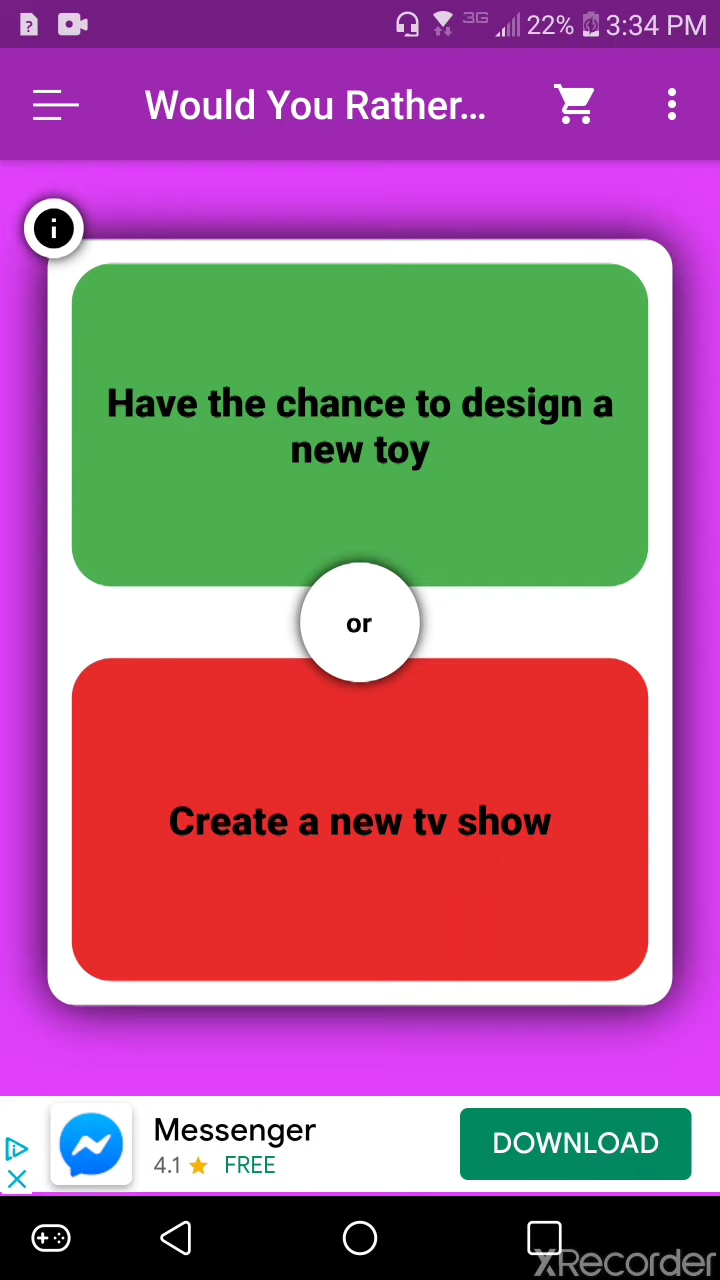 3G 22% 3:34 PM
Would You Rather...
Have the chance to design a
new toy
or
Create a new tv show
Messenger
4.1 FREE
DOWNLOAD
XRecorder